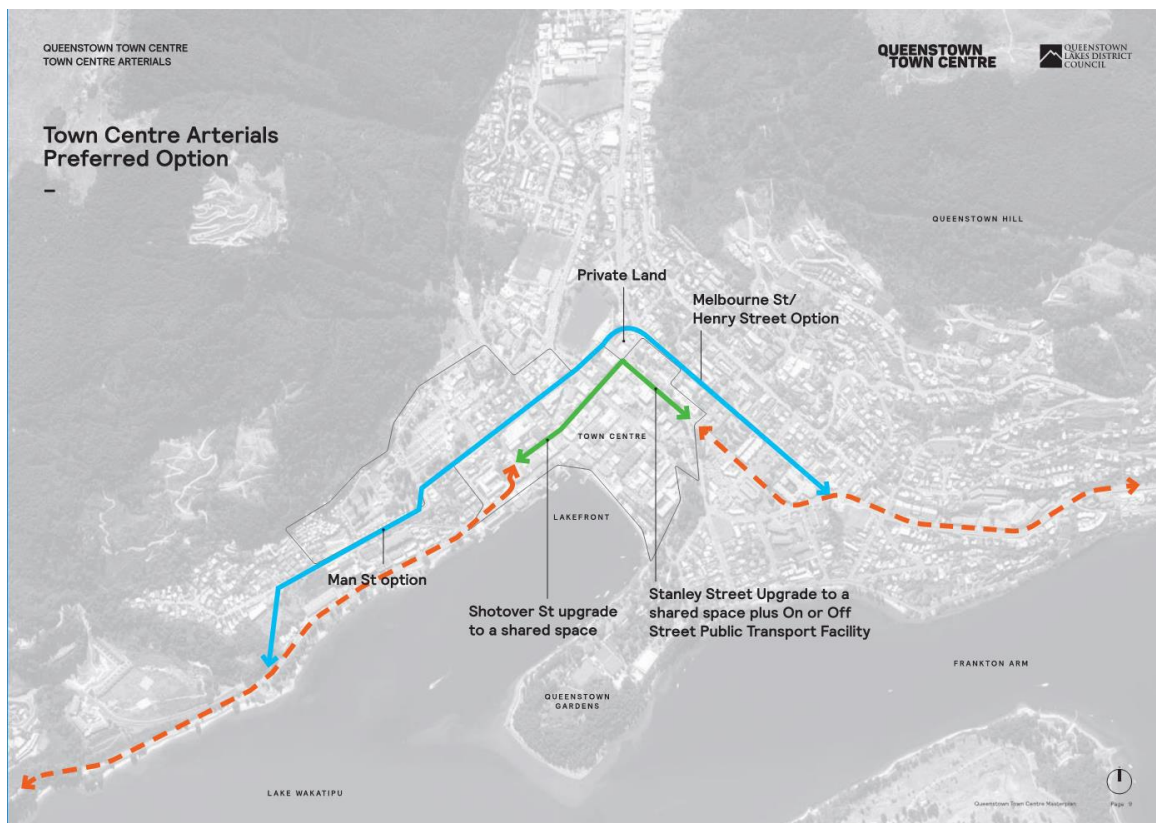 QUEENSTOWN TOWN CENTRE
TOWN CENTRE ARTERIALS
QUEENSTOWN
TOWN CENTRE
QUEENSTOWN
LAKES DISTRICT
COUNCIL
Town Centre Arterials
Preferred Option
–
QUEENSTOWN HILL
Private Land
Melbourne St/
Henry Street Option
TOWN CENTRE
LAKEFRONT
Man St option
Shotover St upgrade
to a shared space
Stanley Street Upgrade to a
shared space plus On or Off
Street Public Transport Facility
FRANKTON ARM
QUEENSTOWN
GARDENS
LAKE WAKATIPU
Queenstown Town Centre Masterplan
Page 9